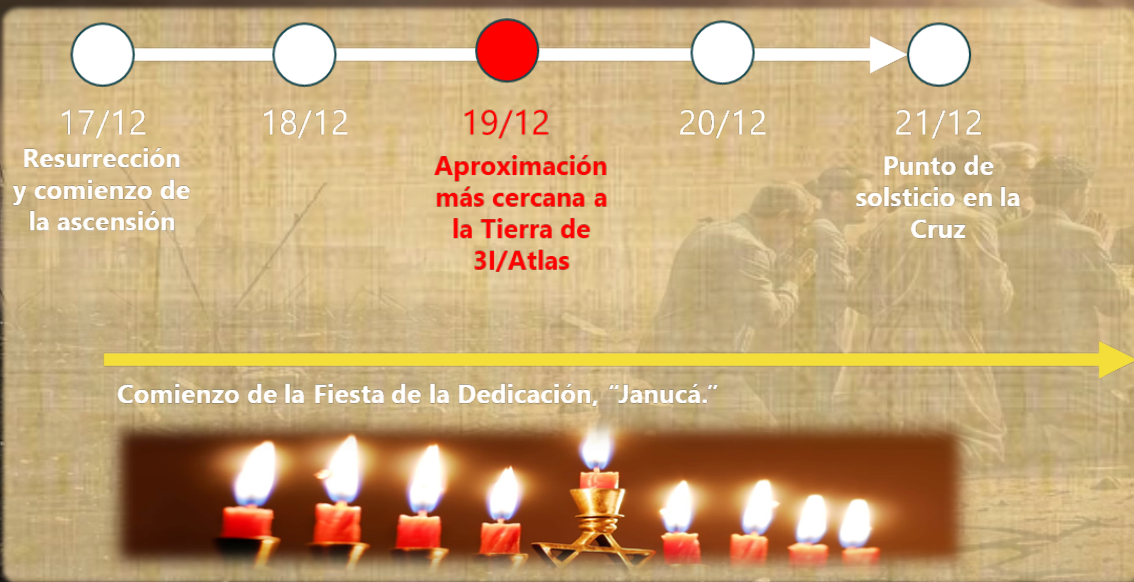 17/12
18/12
19/12
20/12
21/12
Resurrección
y comienzo de
la ascensión
Aproximación
más cercana a
la Tierra de
3I/Atlas
Punto de
solsticio en la
Cruz
Comienzo de la Fiesta de la Dedicación, “Janucá.”